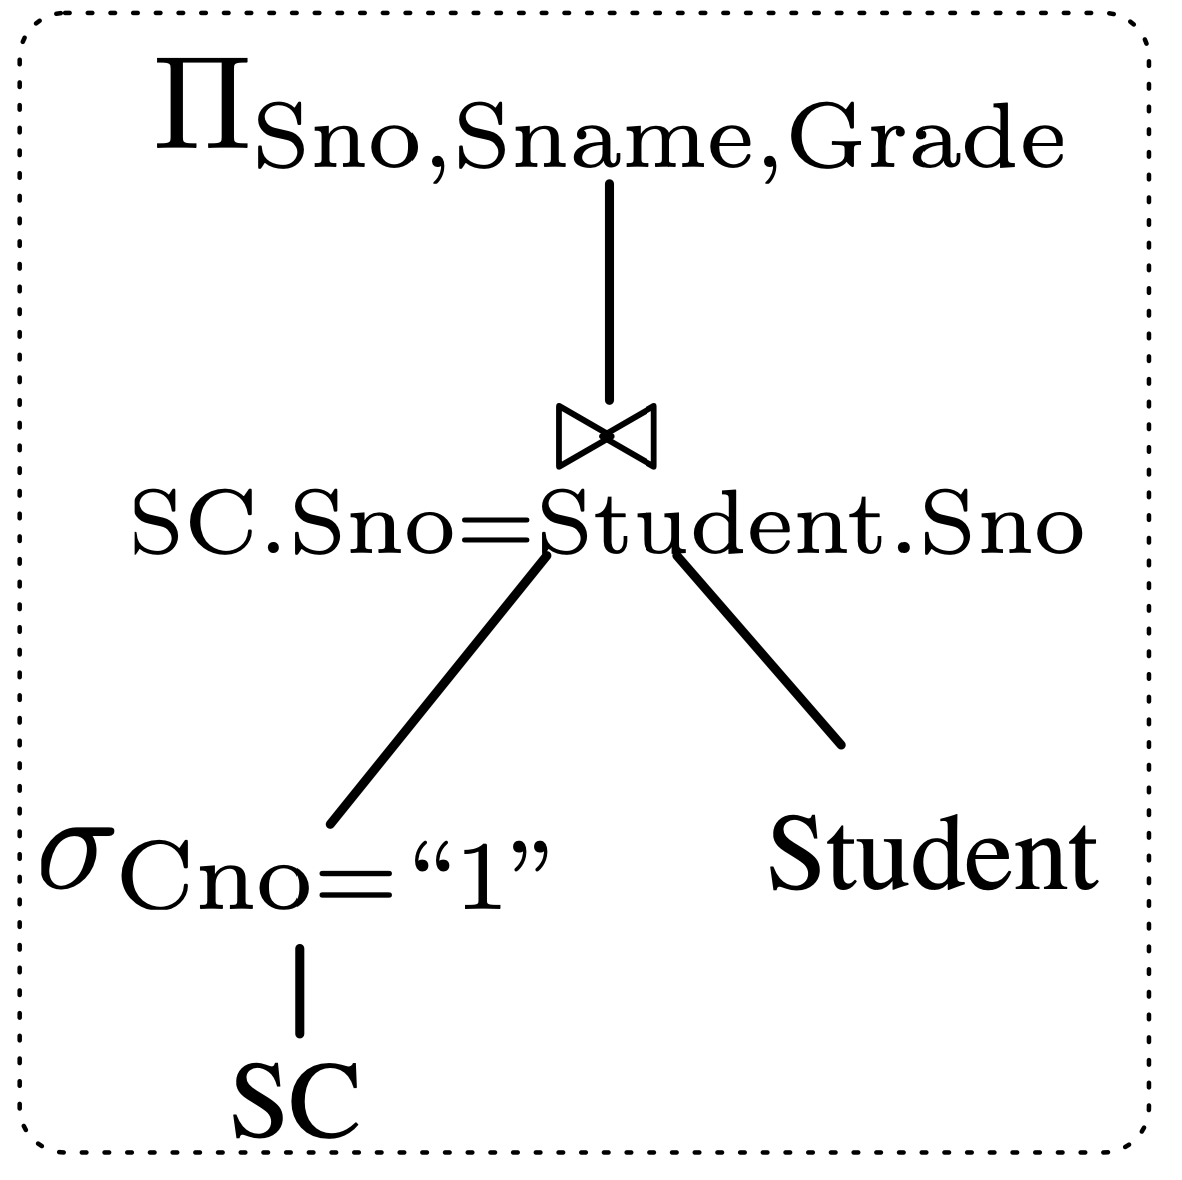 ΠSno,Sname,Grade
⋈
SC.Sno=Student.Sno
σCno=“1”
Student
SC